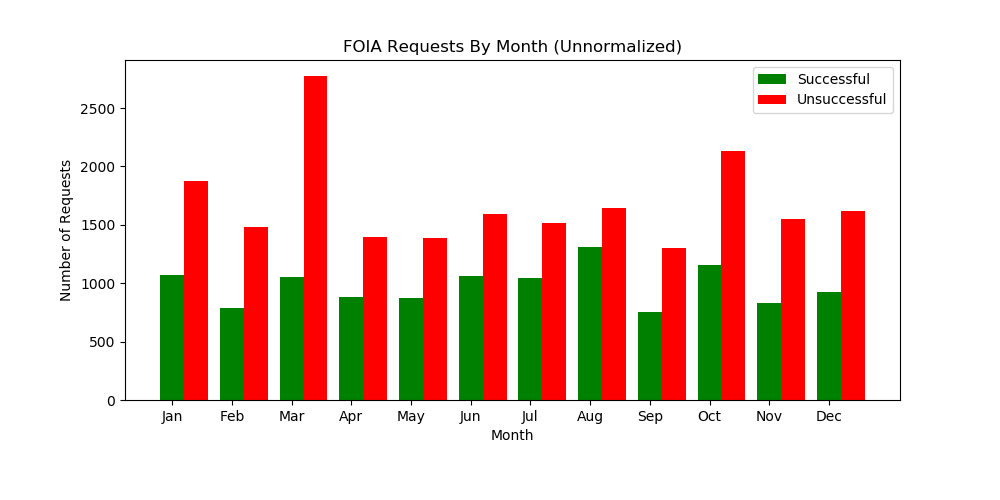 FOIA Requests By Month (Unnormalized)
Successful
Unsuccessful
Number of Requests
2500
2000
1500
1000
500
0
Jan Feb Mar Apr May Jun Jul Aug Sep Oct Nov Dec
Month